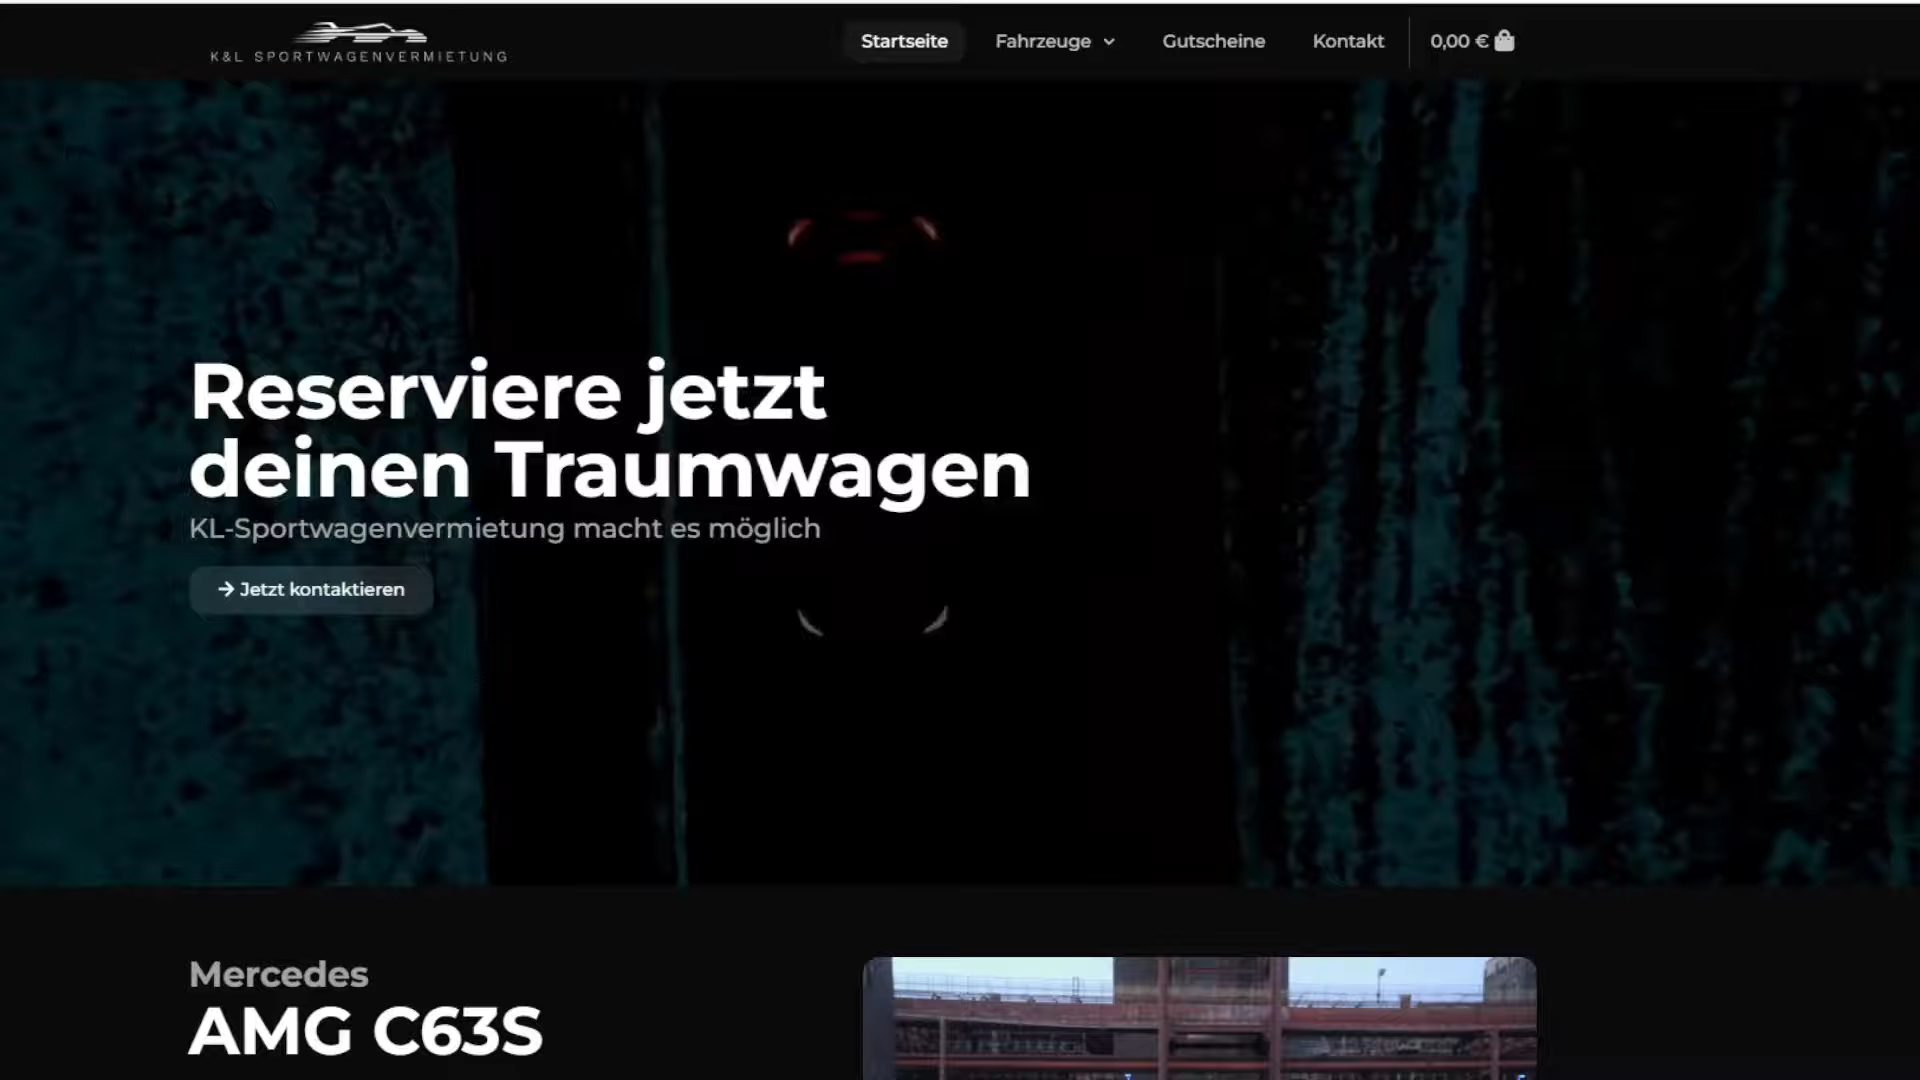 K&L SPORTWAGENVERMIETUNG
Startseite
Fahrzeuge
Gutscheine
Kontakt
0,00 €
Reserviere jetzt
deinen Traumwagen
KL-Sportwagenvermietung macht es möglich
Jetzt kontaktieren
Mercedes
AMG C63S